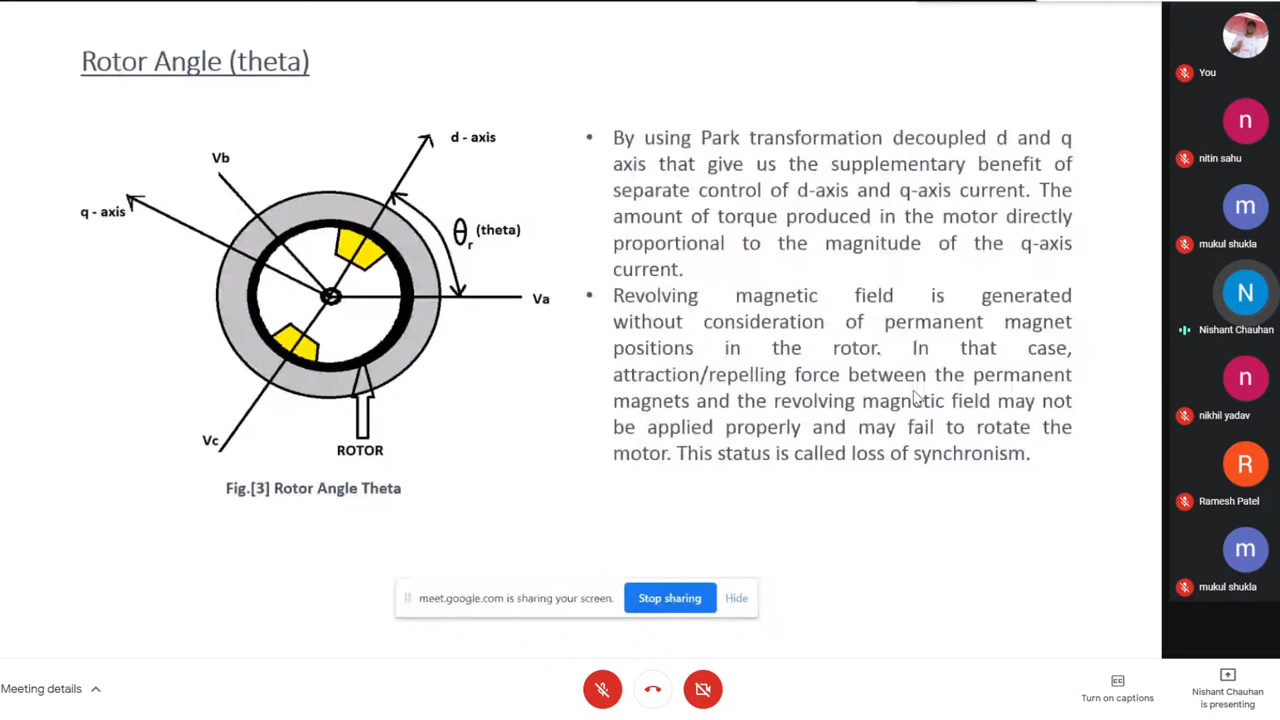 Rotor Angle (theta)
d - axis
Vb
q - axis
θr (theta)
Va
Vc
ROTOR
Fig.[3] Rotor Angle Theta
• By using Park transformation decoupled d and q
axis that give us the supplementary benefit of
separate control of d-axis and q-axis current. The
amount of torque produced in the motor directly
proportional to the magnitude of the q-axis
current.
• Revolving magnetic field is generated
without consideration of permanent magnet
positions in the rotor. In that case,
attraction/repelling force between the permanent
magnets and the revolving magnetic field may not
be applied properly and may fail to rotate the
motor. This status is called loss of synchronism.
meet.google.com is sharing your screen. Stop sharing Hide
You
n
nitin sahu
m
mukul shukla
N
Nishant Chauhan
n
nikhil yadav
R
Ramesh Patel
m
mukul shukla
Meeting details
CC
Turn on captions
Nishant Chauhan
is presenting